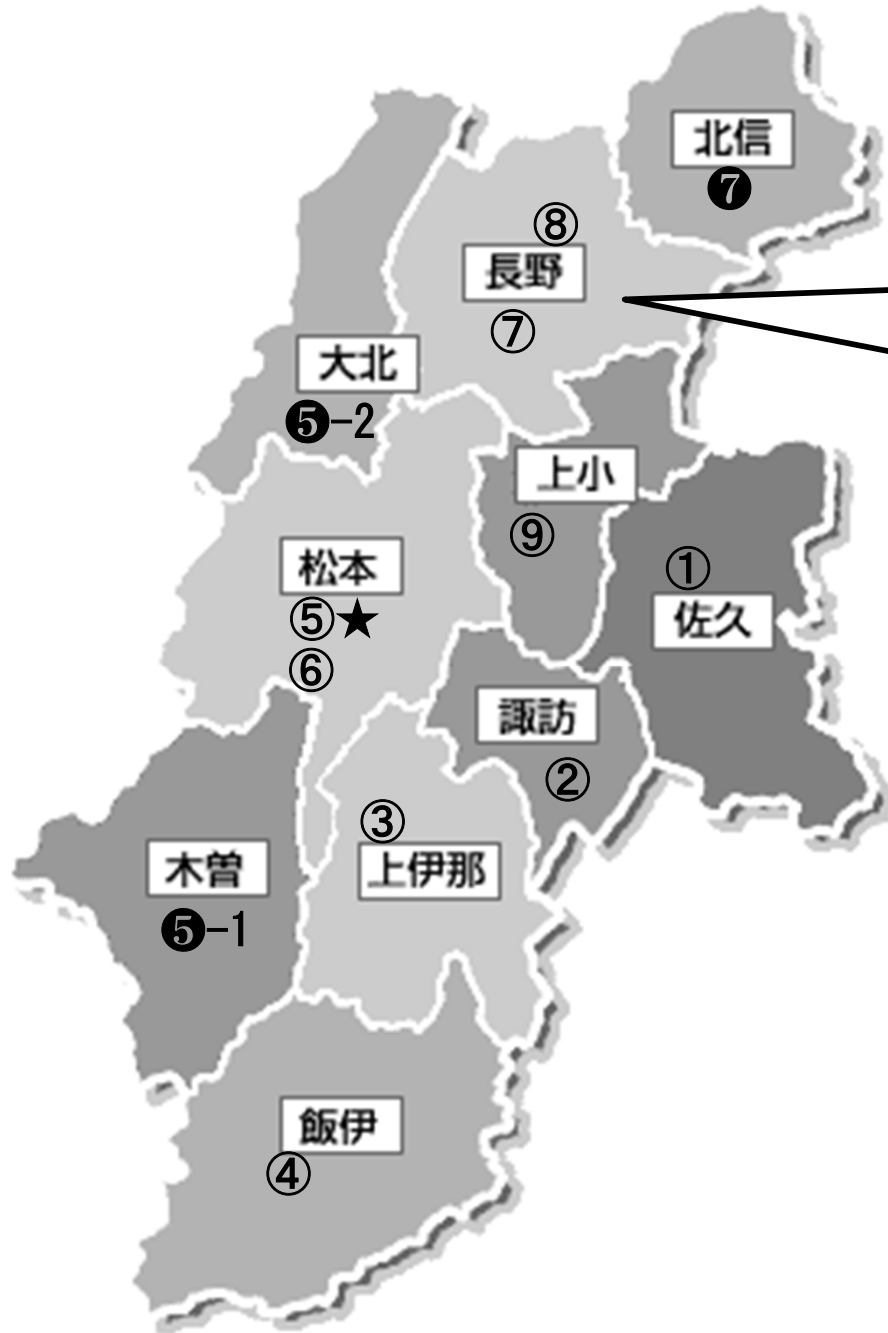 北信
❼
⑧
長野
⑦
大北
❺-2
上小
⑨
松本
⑤★
⑥
①
佐久
諏訪
②
③
上伊那
木曽
❺-1
飯伊
④